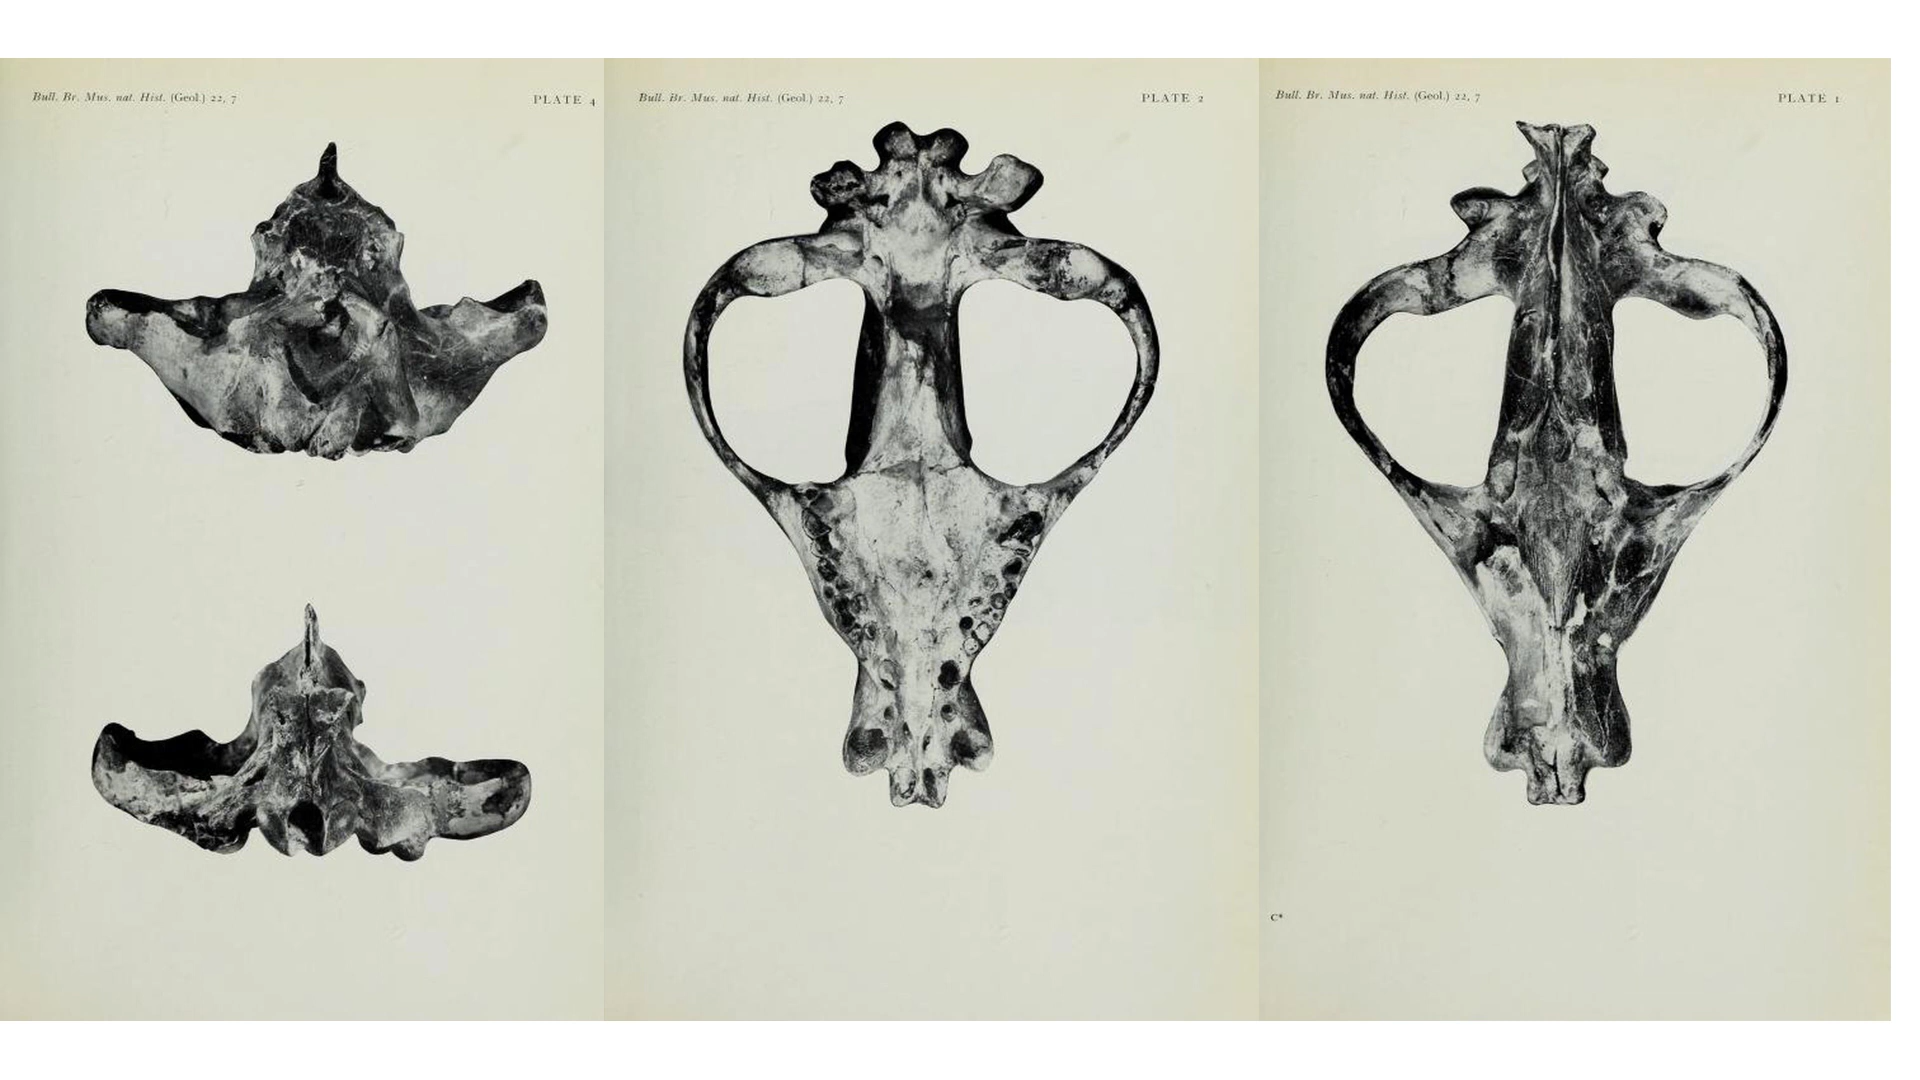 Bull. Br. Mus. nat. Hist. (Geol.) 22, 7
PLATE 4
Bull. Br. Mus. nat. Hist. (Geol.) 22, 7
PLATE 2
Bull. Br. Mus. nat. Hist. (Geol.) 22, 7
PLATE 1
C*